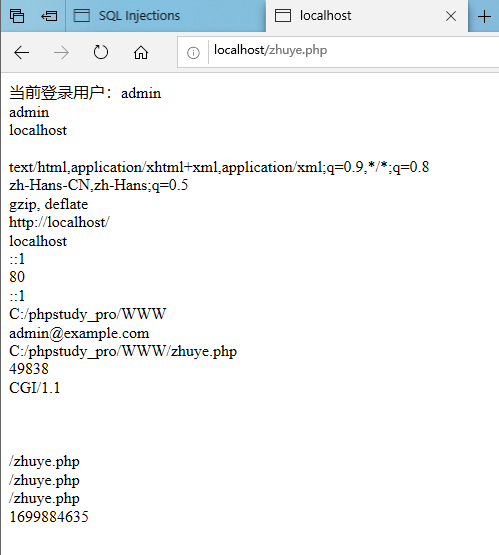 SQL Injections
localhost
localhost/zhuye.php
当前登录用户：admin
admin
localhost
text/html,application/xhtml+xml,application/xml;q=0.9,*/*;q=0.8
zh-Hans-CN,zh-Hans;q=0.5
gzip, deflate
http://localhost/
localhost
::1
80
::1
C:/phpstudy_pro/WWW
admin@example.com
C:/phpstudy_pro/WWW/zhuye.php
49838
CGI/1.1
/zhuye.php
/zhuye.php
/zhuye.php
1699884635